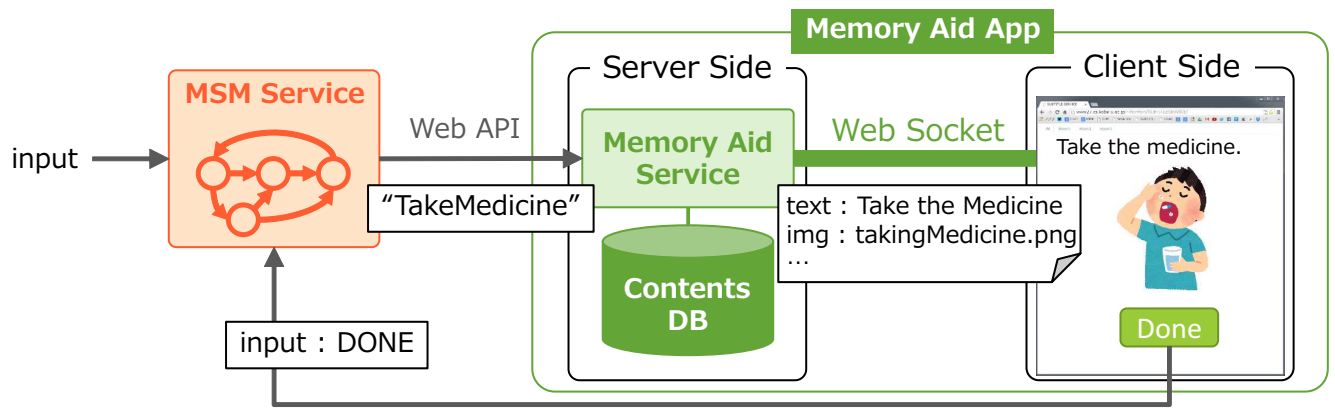 Memory Aid App
Server Side
Client Side
MSM Service
Web API
Web Socket
input
Memory Aid
Service
Take the medicine.
“TakeMedicine”
text : Take the Medicine
img : takingMedicine.png
…
Contents
DB
input : DONE
Done